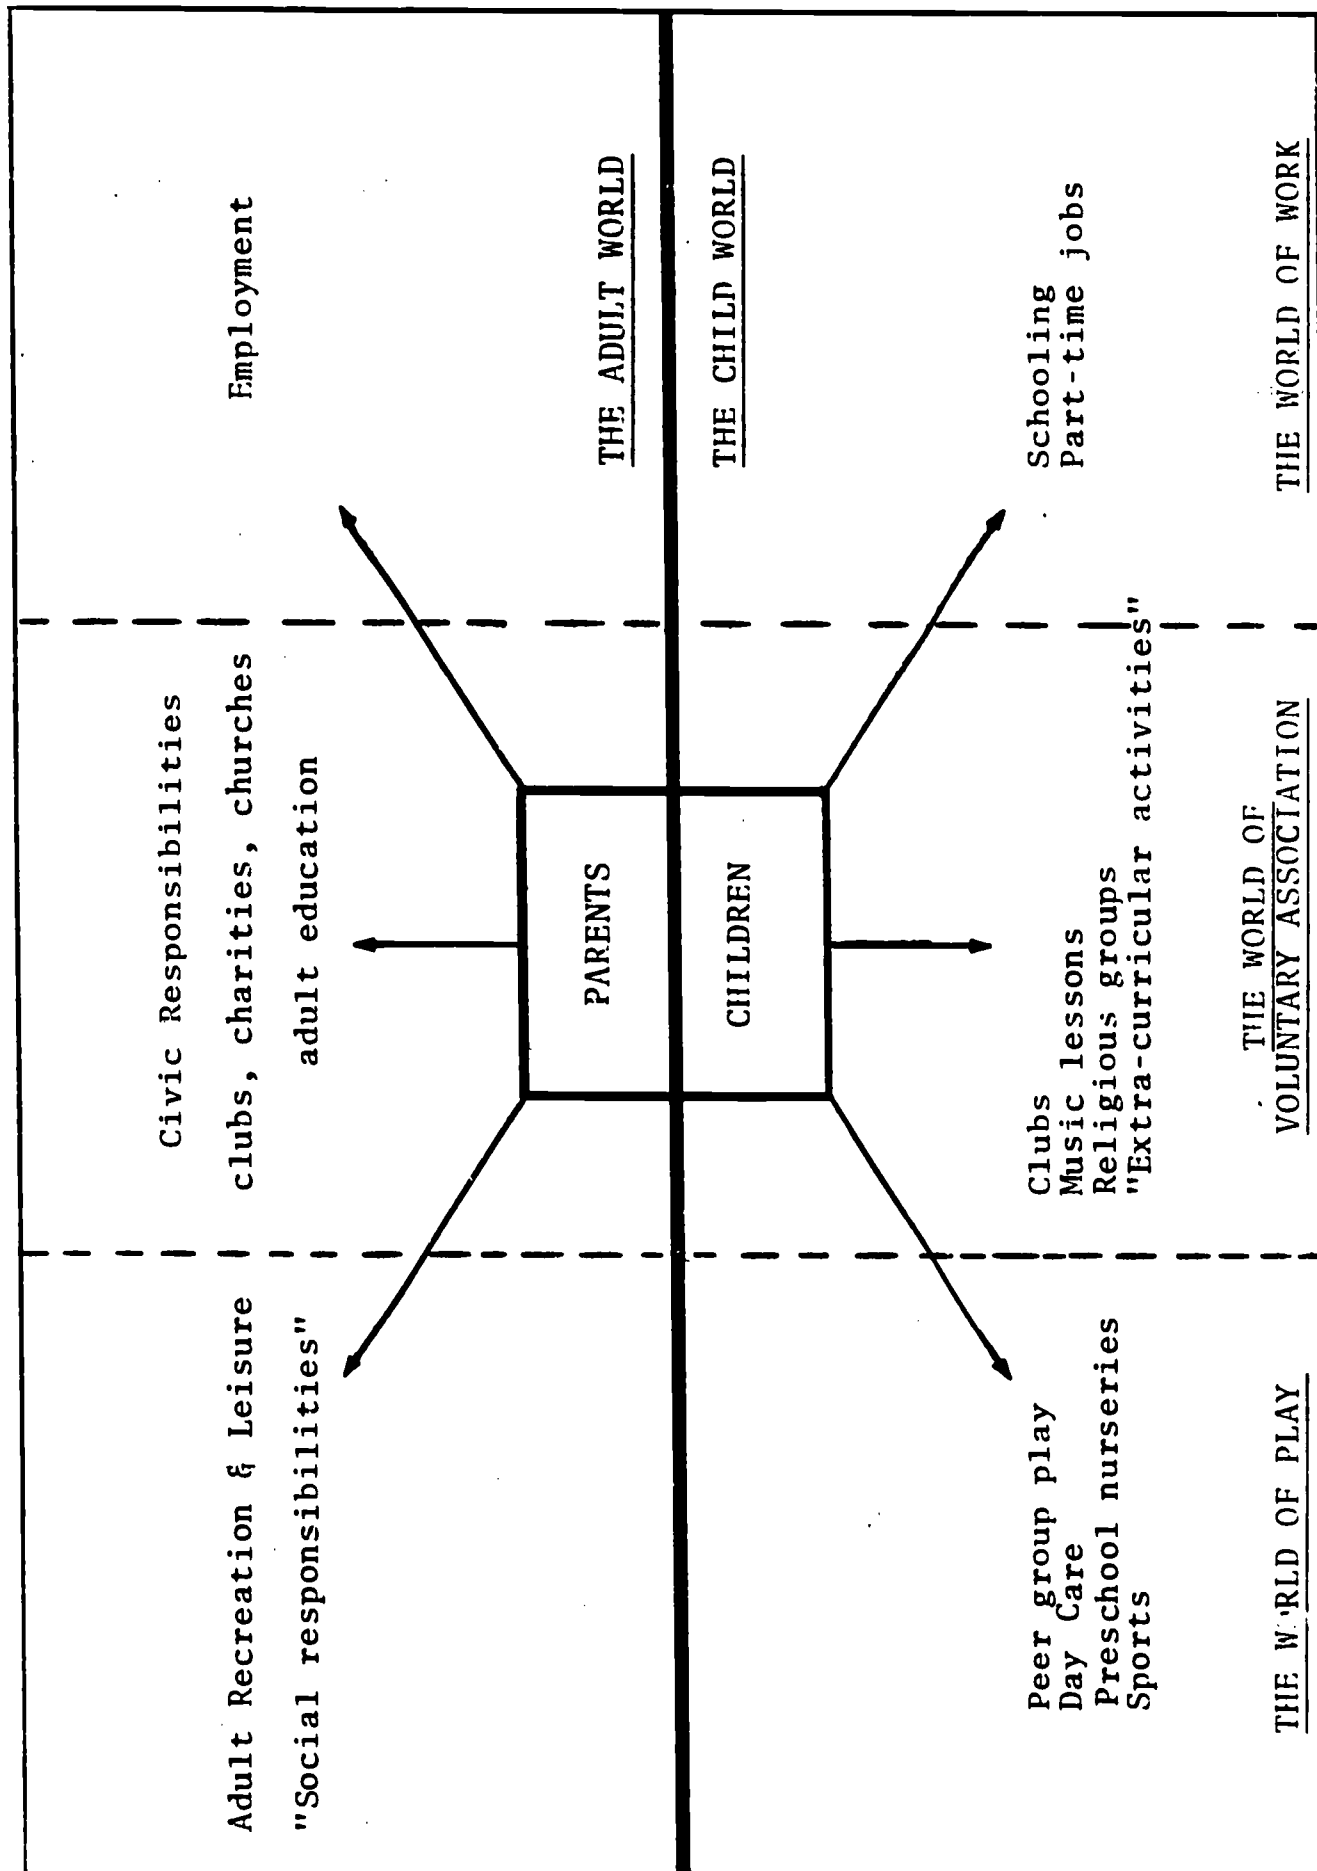 Adult Recreation & Leisure
"Social responsibilities"
Civic Responsibilities
clubs, charities, churches
adult education
Employment
PARENTS
THE ADULT WORLD
CHILDREN
THE CHILD WORLD
Peer group play
Day Care
Preschool nurseries
Sports
Clubs
Music lessons
Religious groups
"Extra-curricular activities"
Schooling
Part-time jobs
THE W RLD OF PLAY
THE WORLD OF
VOLUNTARY ASSOCIATION
THE WORLD OF WORK